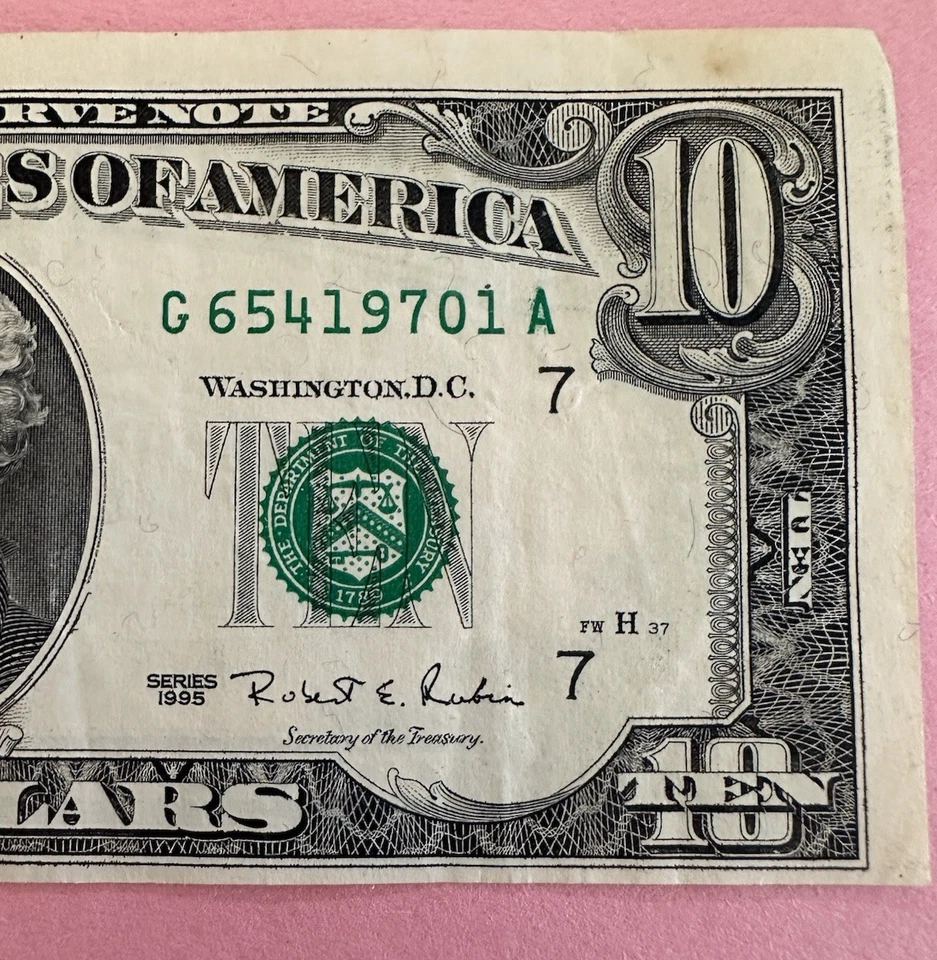 RVE NOTE
S OF AMERICA
10
G 65419701 A
WASHINGTON, D.C.
7
TEN
THE DEPARTMENT OF THE TREASURY
1789
TEN
FW H 37
7
SERIES
1995
Robert E. Rubin
Secretary of the Treasury.
LARS
10
TEN